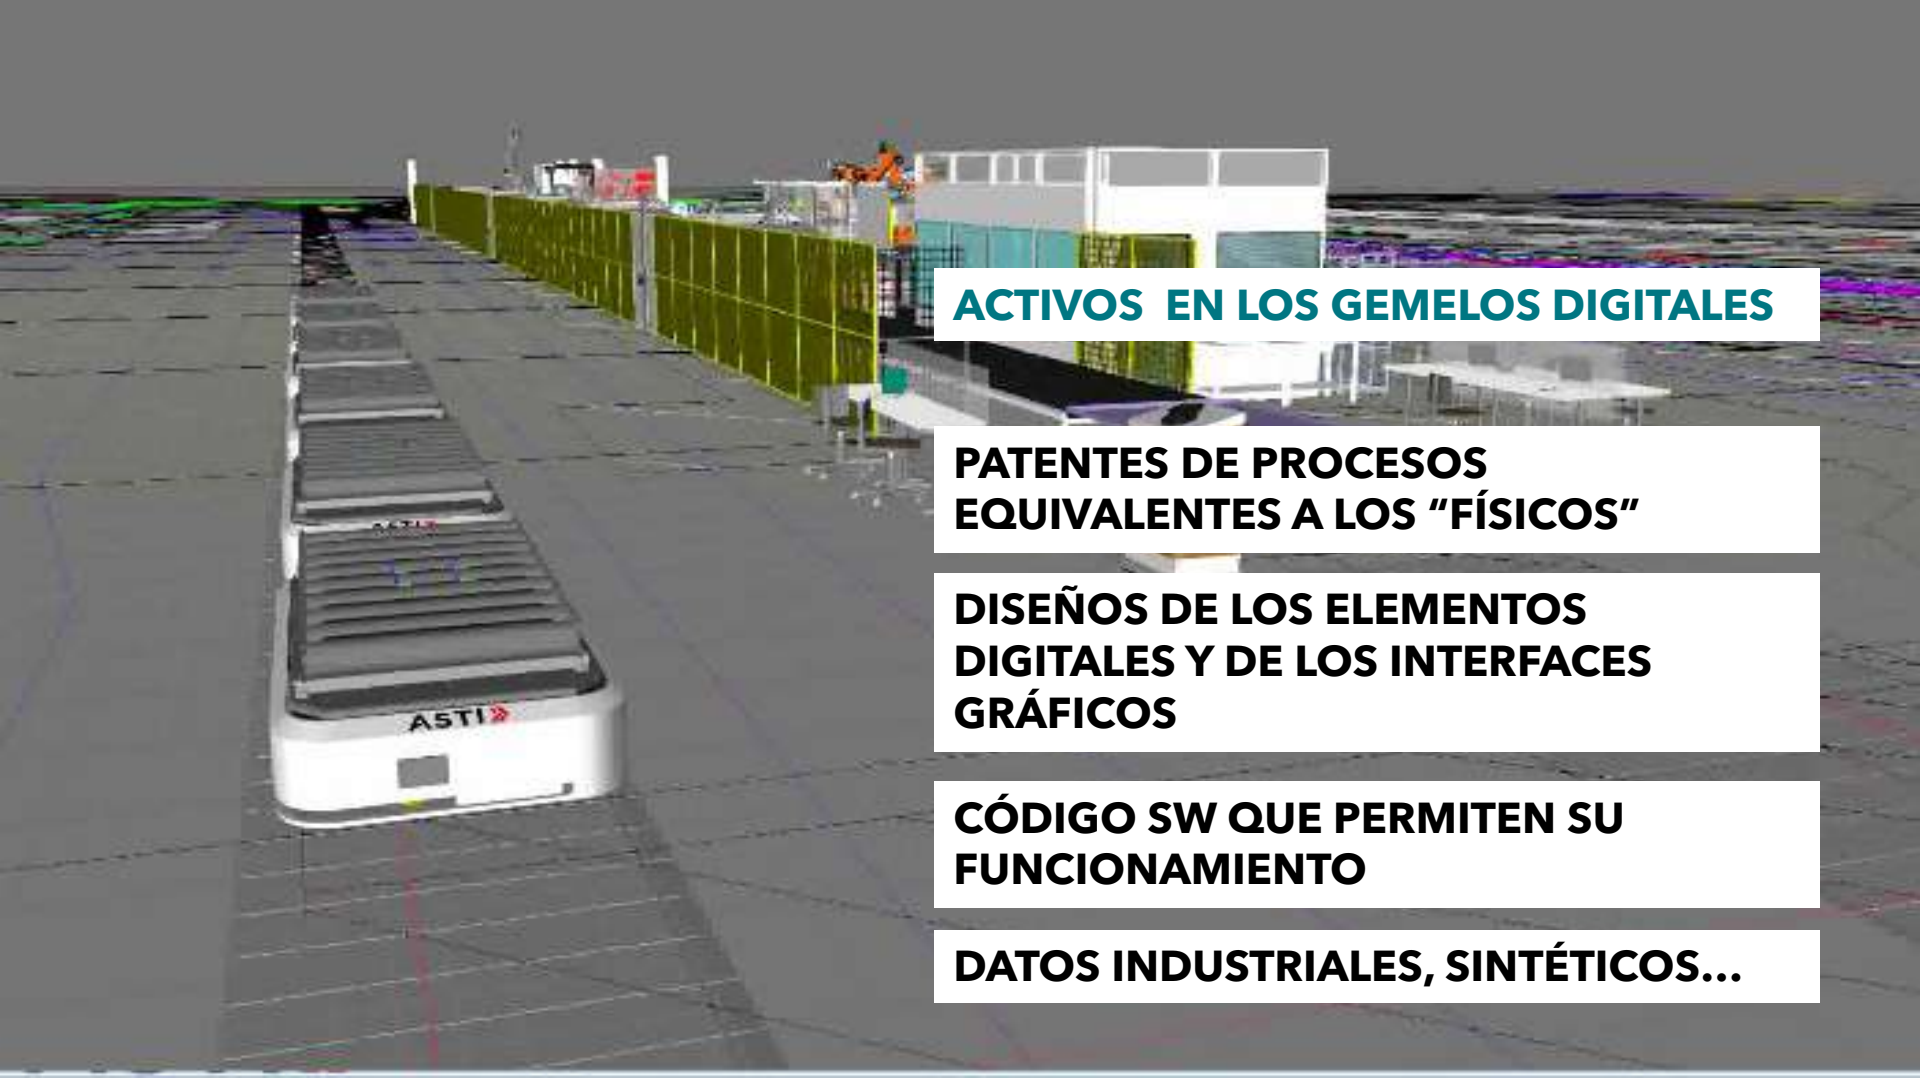 ACTIVOS  EN LOS GEMELOS DIGITALES
PATENTES DE PROCESOS
EQUIVALENTES A LOS “FÍSICOS”
DISEÑOS DE LOS ELEMENTOS
DIGITALES Y DE LOS INTERFACES
GRÁFICOS
CÓDIGO SW QUE PERMITEN SU
FUNCIONAMIENTO
DATOS INDUSTRIALES, SINTÉTICOS...
ASTI
ASTI